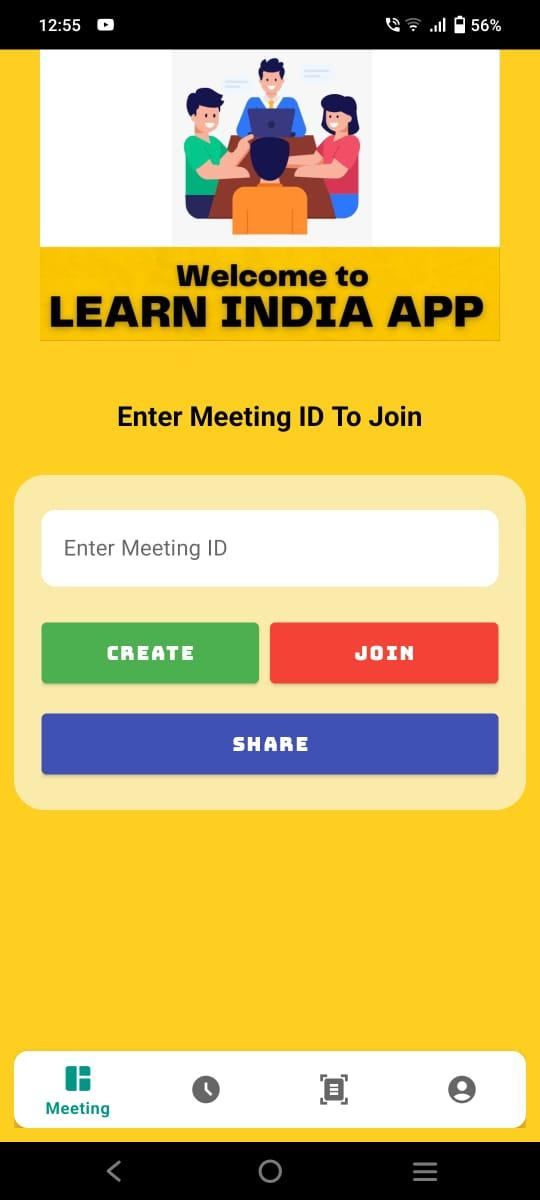 12:55
56%
Welcome to
LEARN INDIA APP
Enter Meeting ID To Join
Enter Meeting ID
CREATE
JOIN
SHARE
Meeting